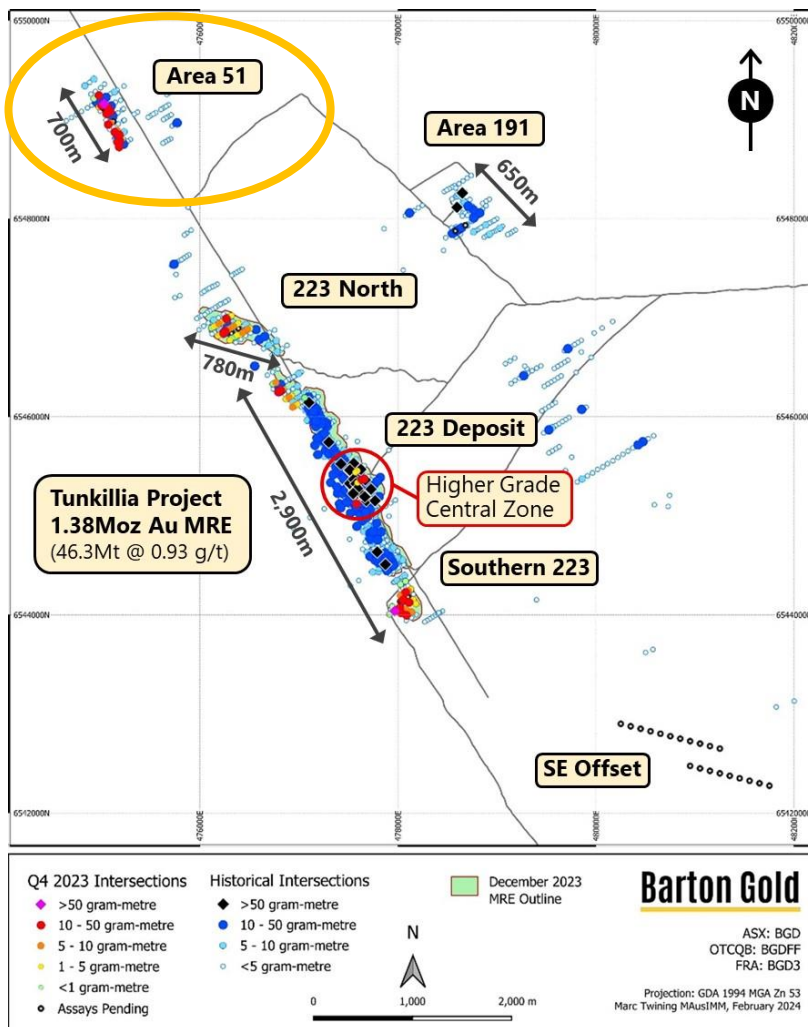 6550000N
476000E
478000E
480000E
48200
Area 51
N
700m
Area 191
650m
6548000N
223 North
780m
6546000N
223 Deposit
2,900m
Higher Grade
Central Zone
Tunkillia Project
1.38Moz Au MRE
(46.3Mt @ 0.93 g/t)
Southern 223
6544000N
SE Offset
6542000N
476000E
478000E
480000E
48200
Q4 2023 Intersections
>50 gram-metre
10 - 50 gram-metre
5 - 10 gram-metre
1 - 5 gram-metre
<1 gram-metre
Assays Pending
Historical Intersections
>50 gram-metre
10 - 50 gram-metre
5 - 10 gram-metre
<5 gram-metre
December 2023
MRE Outline
N
0 1,000 2,000 m
Barton Gold
ASX: BGD
OTCQB: BGDFF
FRA: BGD3
Projection: GDA 1994 MGA Zn 53
Marc Twining MAusIMM, February 2024